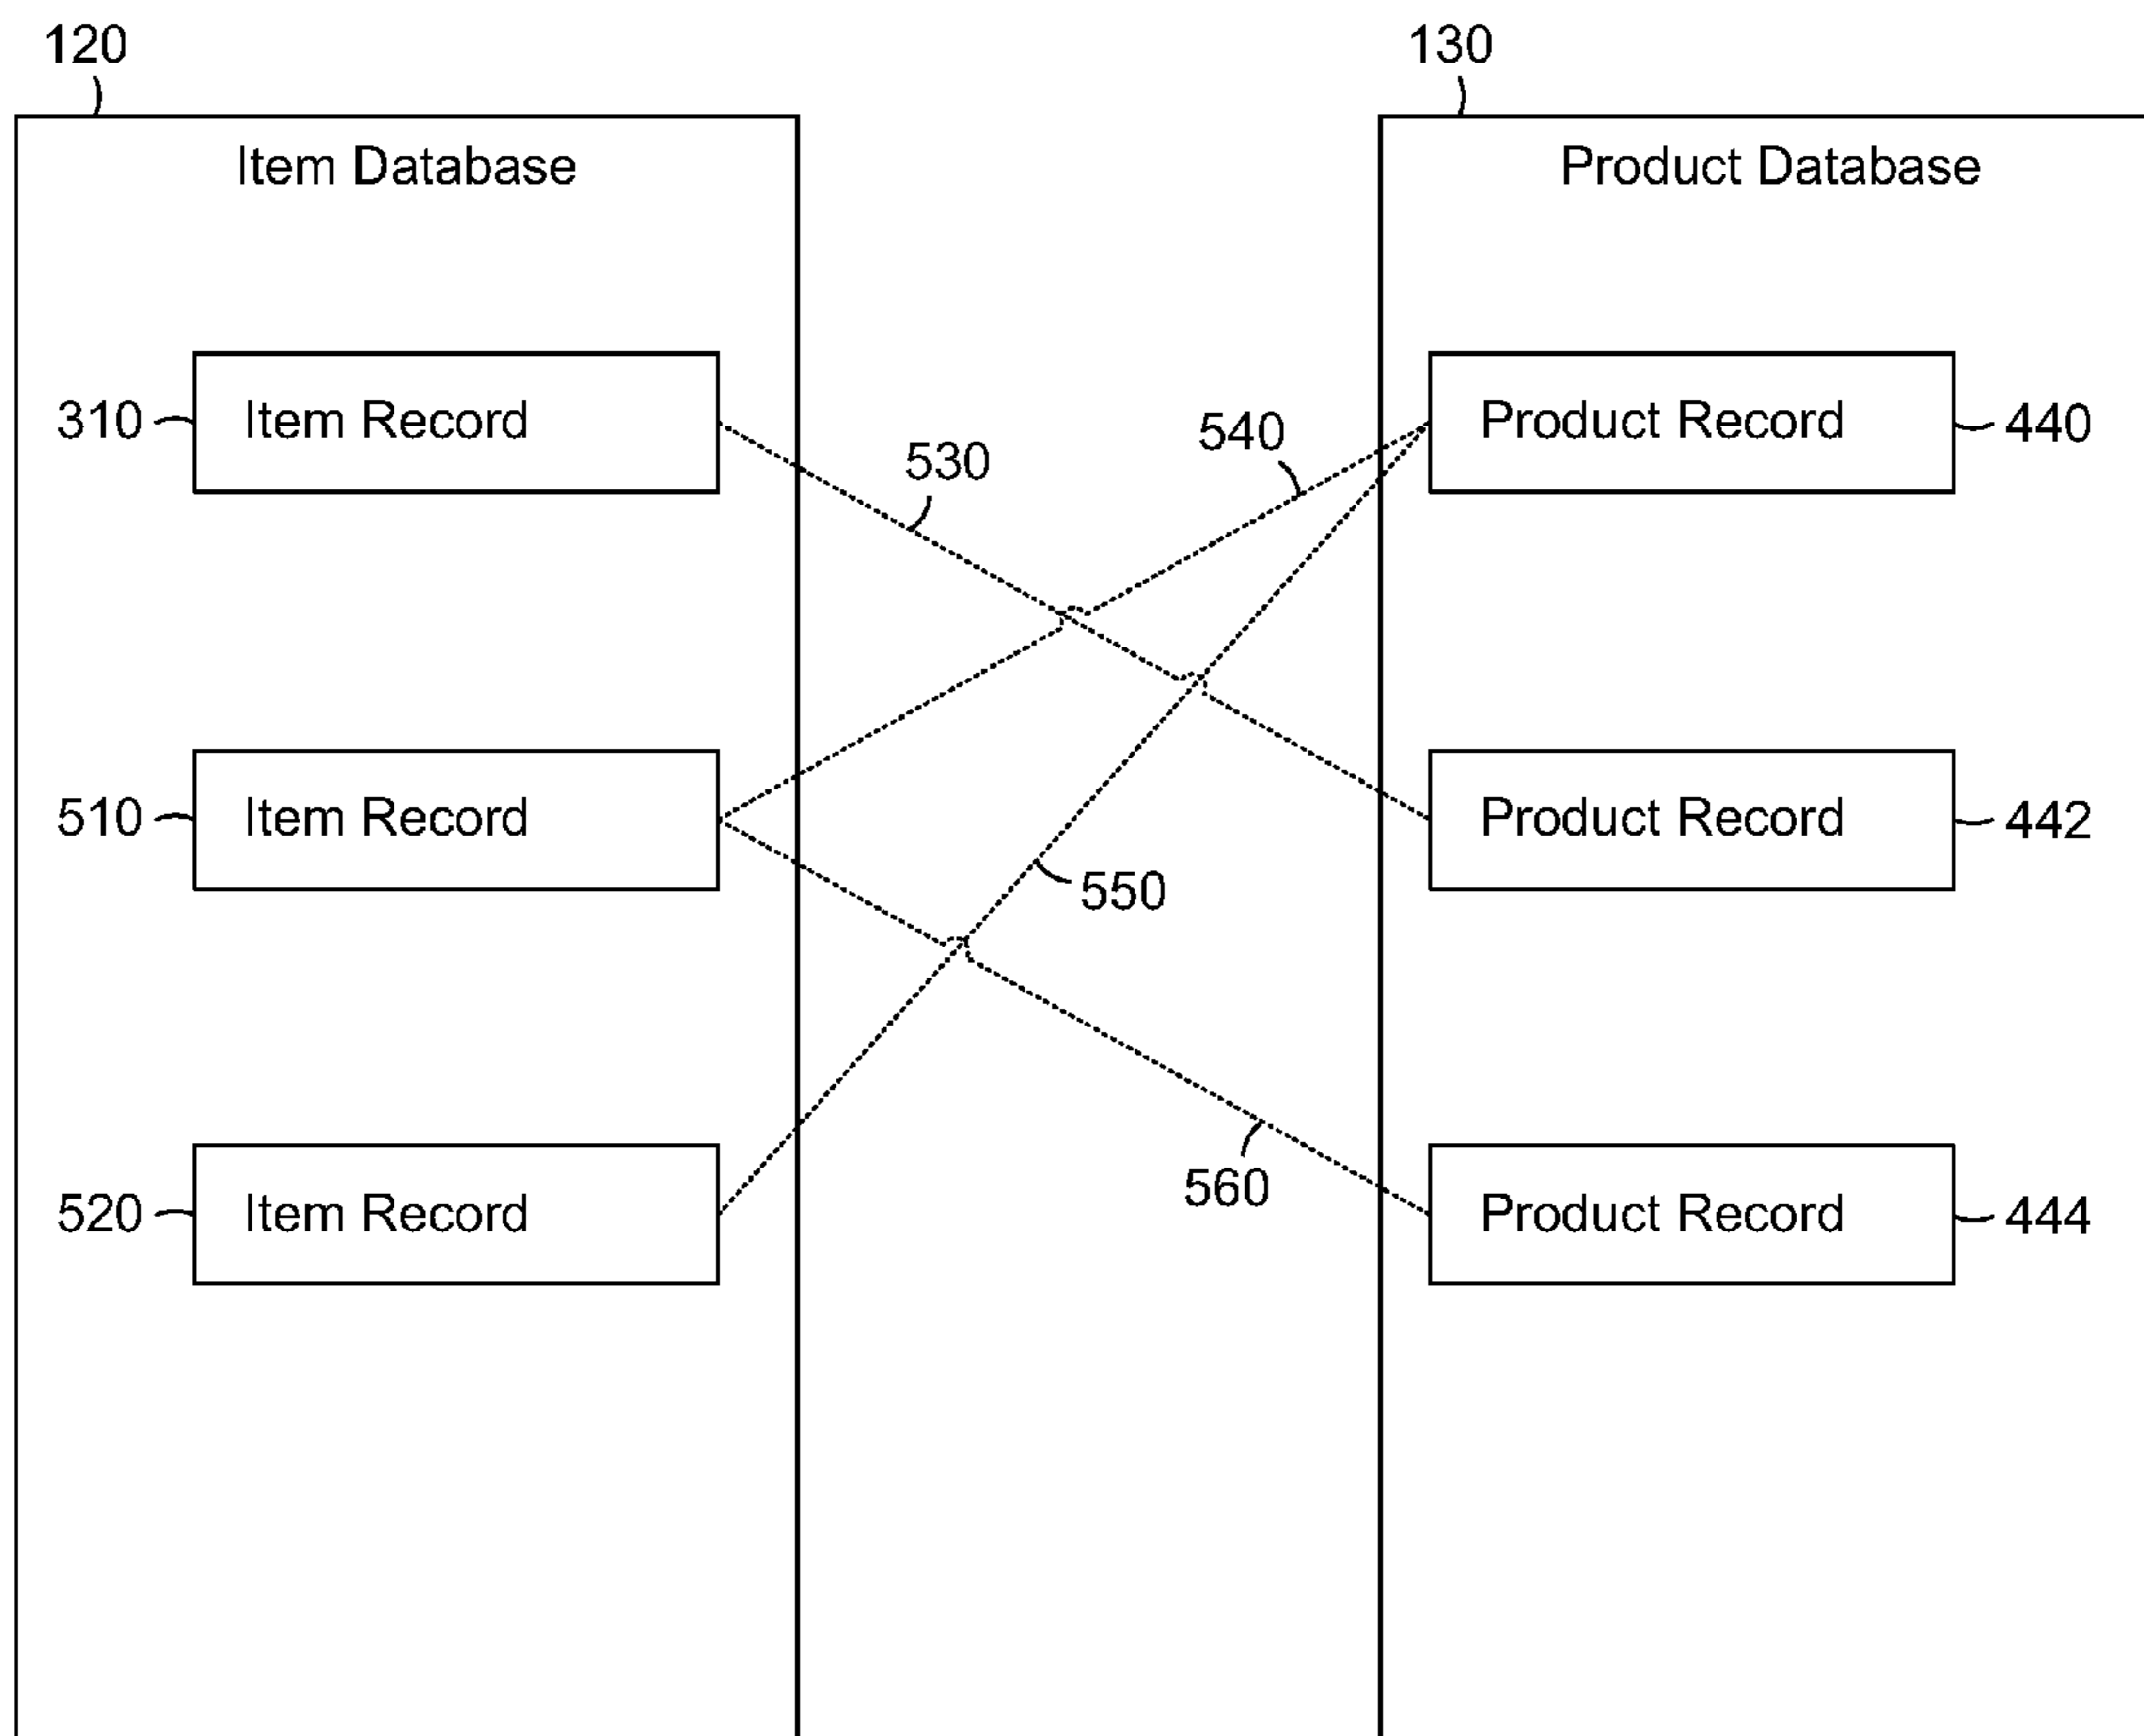 120
130
Item Database
Product Database
310
Item Record
530
540
Product Record
440
510
Item Record
550
Product Record
442
520
Item Record
560
Product Record
444